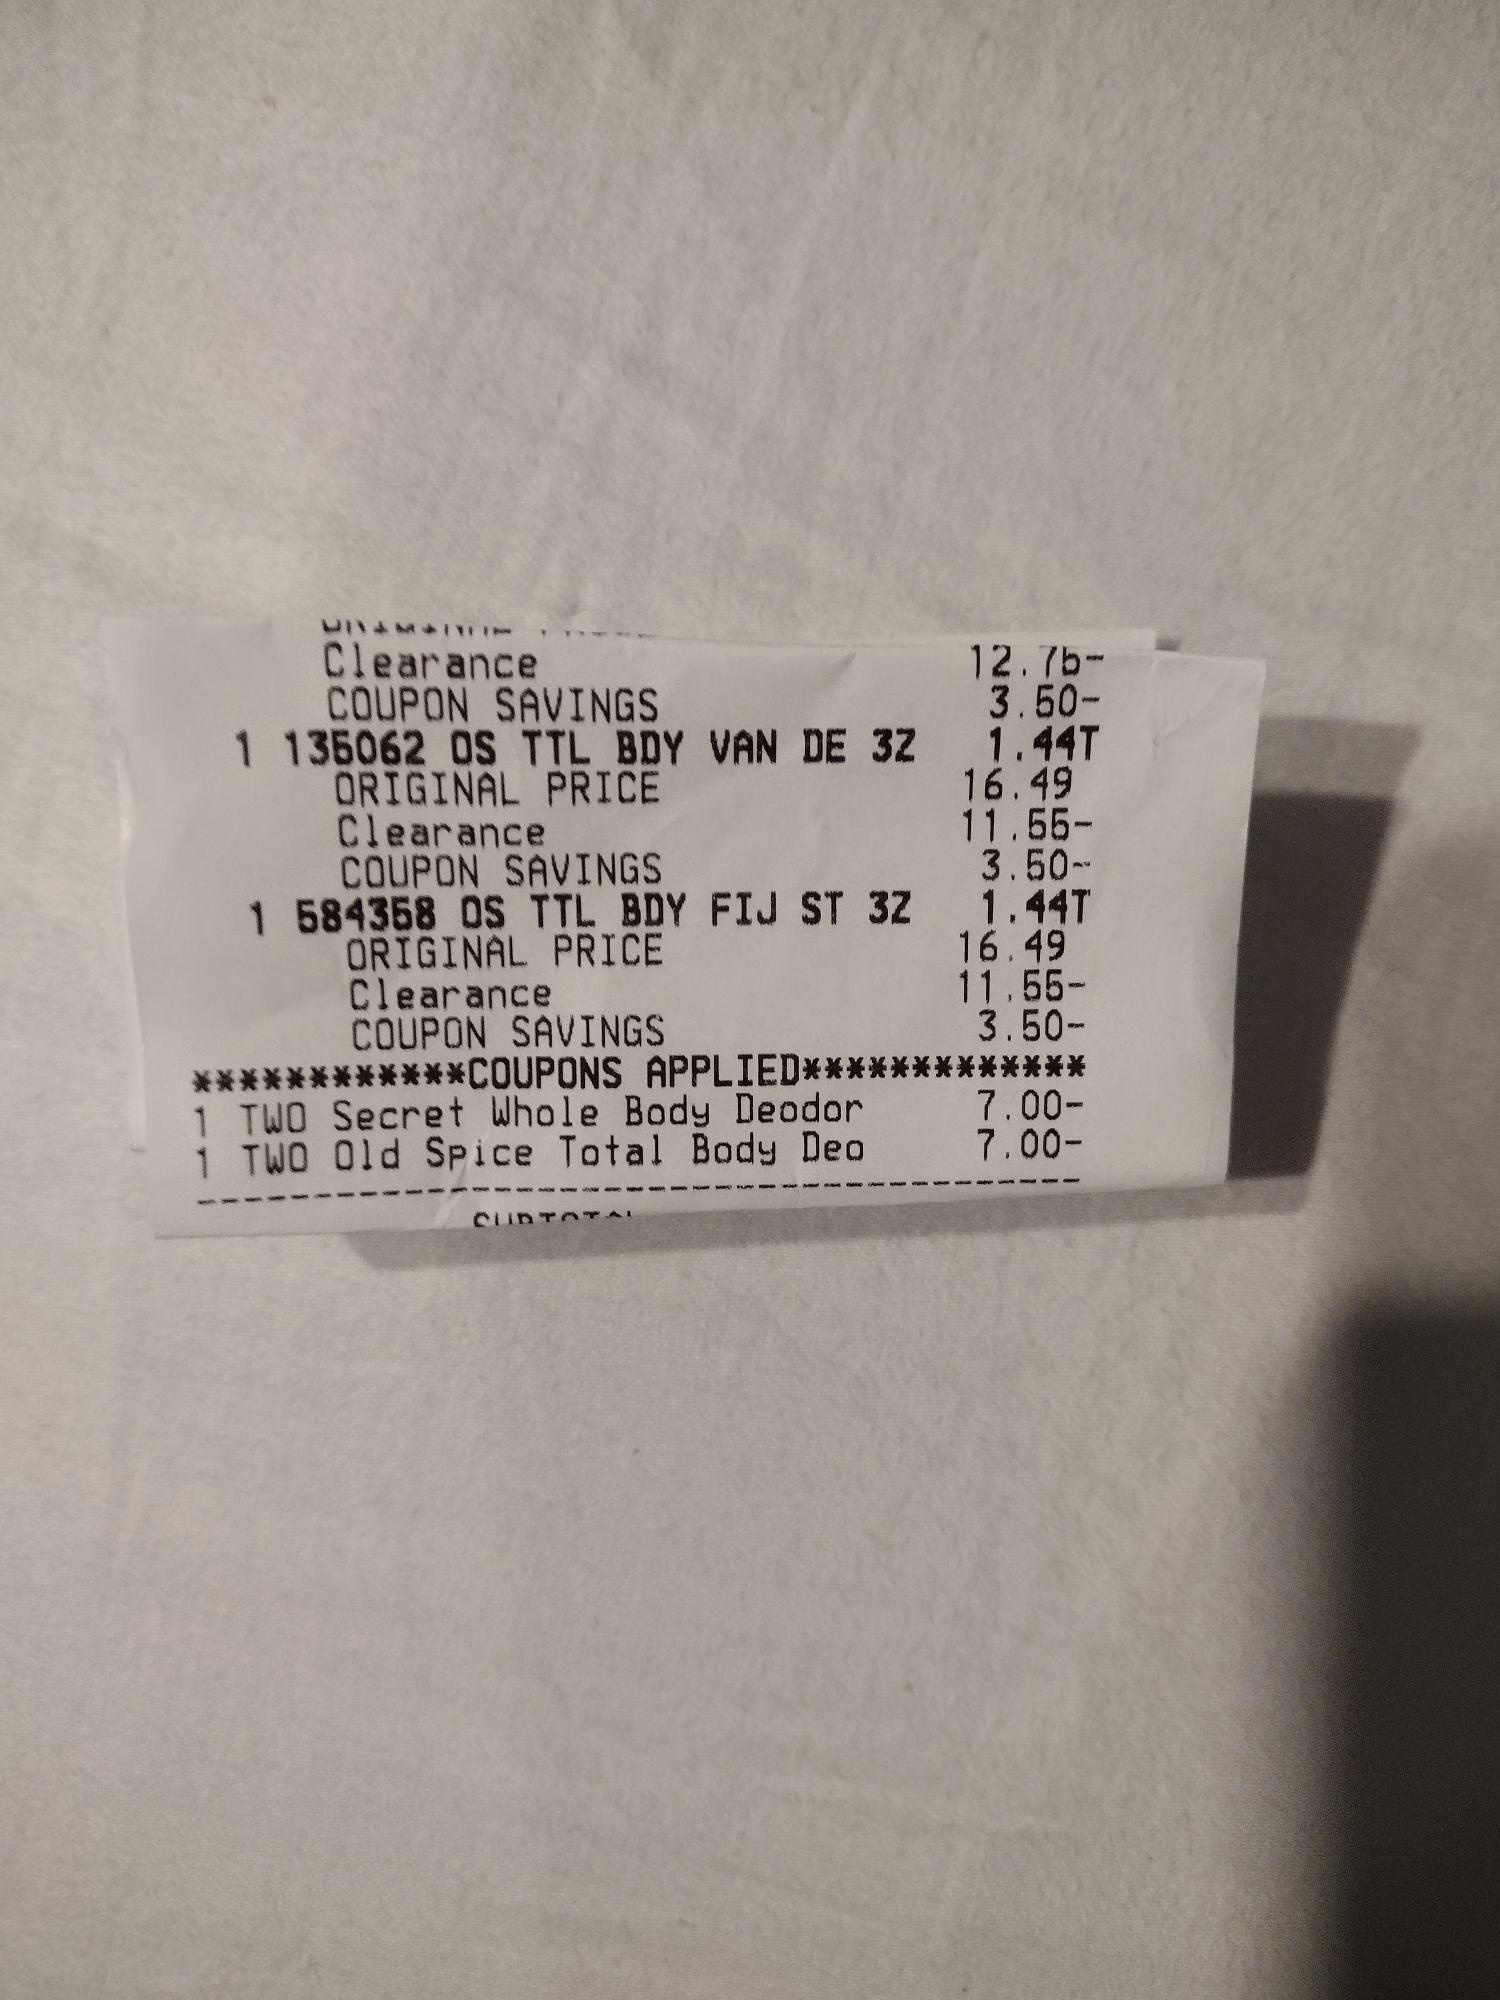 Clearance 12.75-
COUPON SAVINGS 3.50-
1 135062 OS TTL BDY VAN DE 3Z 1.44T
ORIGINAL PRICE 16.49
Clearance 11.55-
COUPON SAVINGS 3.50-
1 584358 OS TTL BDY FIJ ST 3Z 1.44T
ORIGINAL PRICE 16.49
Clearance 11.55-
COUPON SAVINGS 3.50-
************COUPONS APPLIED*************
1 TWO Secret Whole Body Deodor 7.00-
1 TWO Old Spice Total Body Deo 7.00-
----------------------------------------
SUBTOTAL